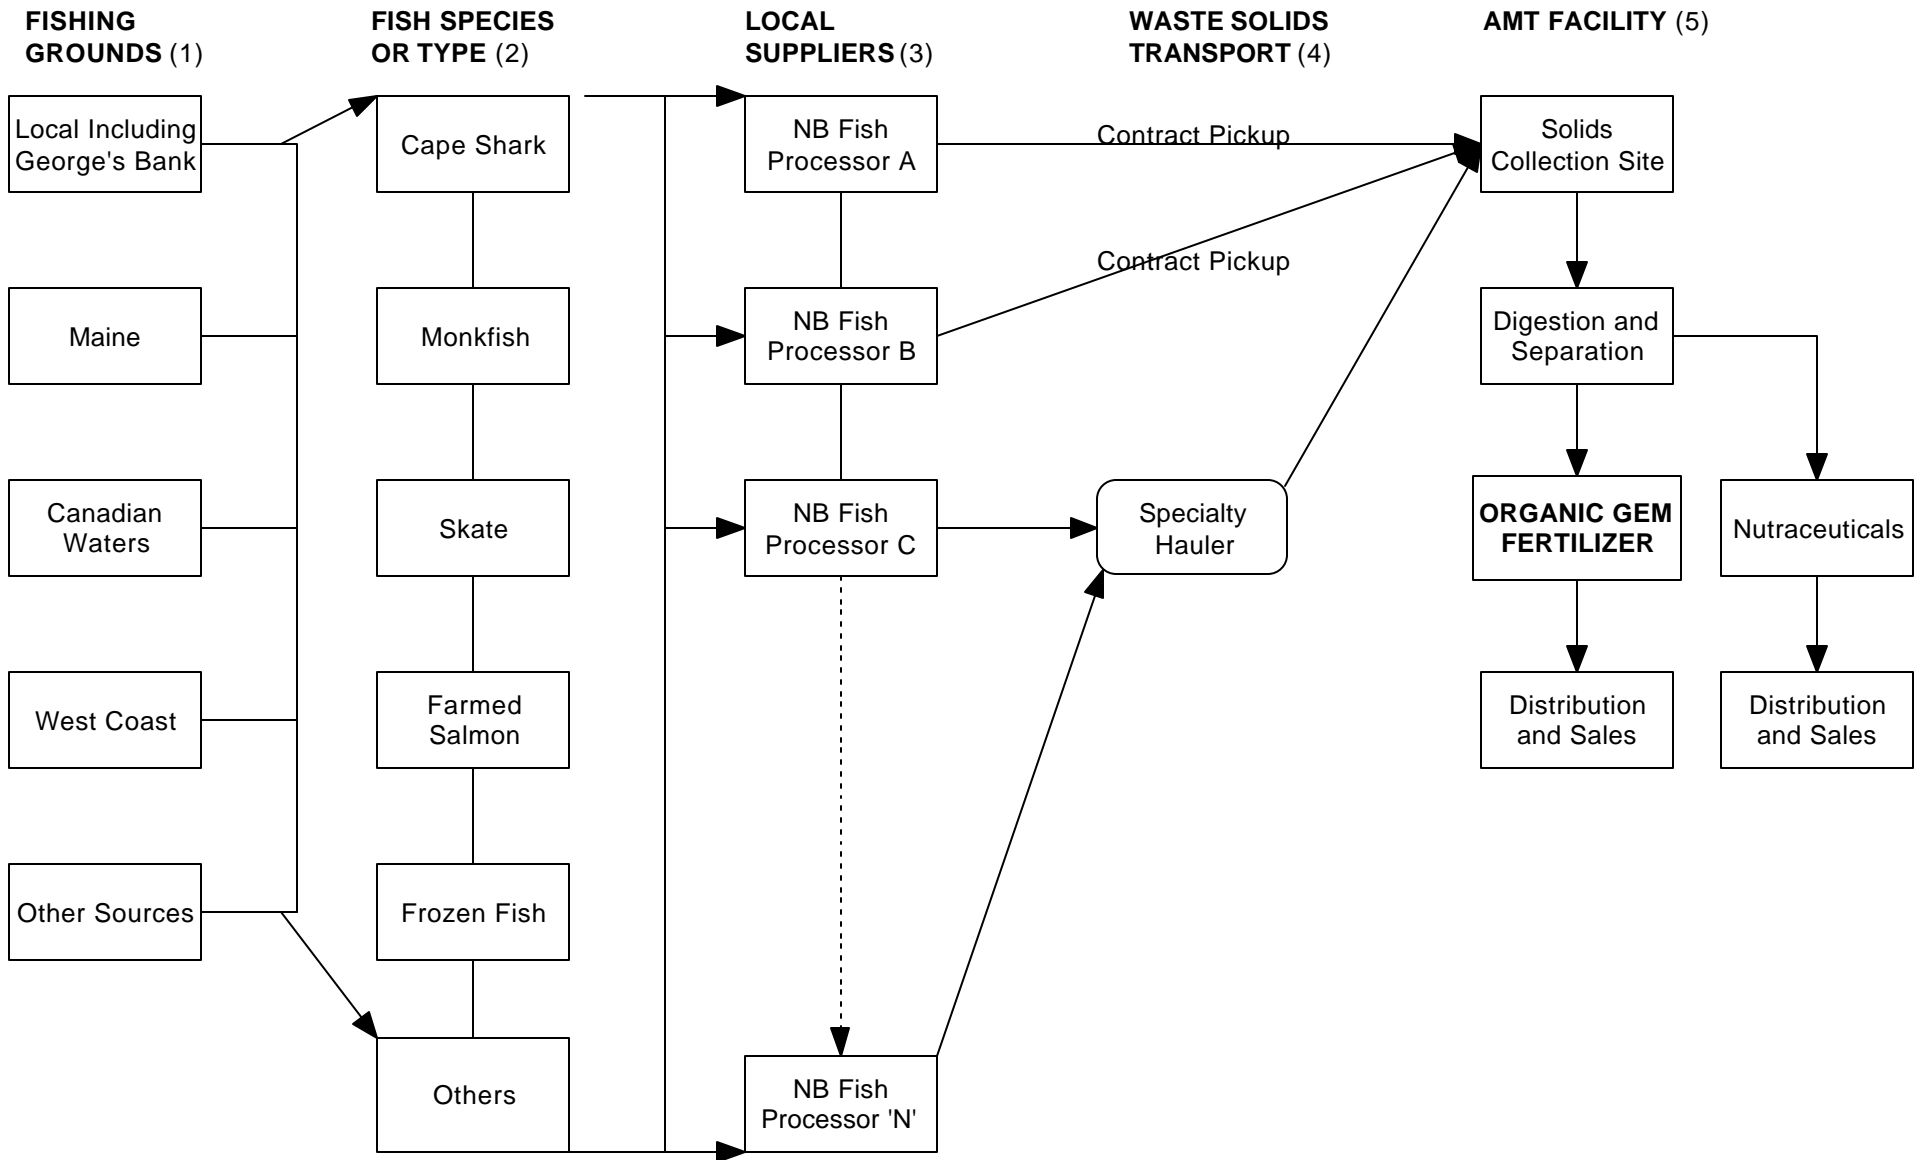 FISHING
GROUNDS (1)
FISH SPECIES
OR TYPE (2)
LOCAL
SUPPLIERS (3)
WASTE SOLIDS
TRANSPORT (4)
AMT FACILITY (5)
Local Including
George's Bank
Maine
Canadian
Waters
West Coast
Other Sources
Cape Shark
Monkfish
Skate
Farmed
Salmon
Frozen Fish
Others
NB Fish
Processor A
NB Fish
Processor B
NB Fish
Processor C
NB Fish
Processor 'N'
Contract Pickup
Contract Pickup
Specialty
Hauler
Solids
Collection Site
Digestion and
Separation
ORGANIC GEM
FERTILIZER
Distribution
and Sales
Nutraceuticals
Distribution
and Sales